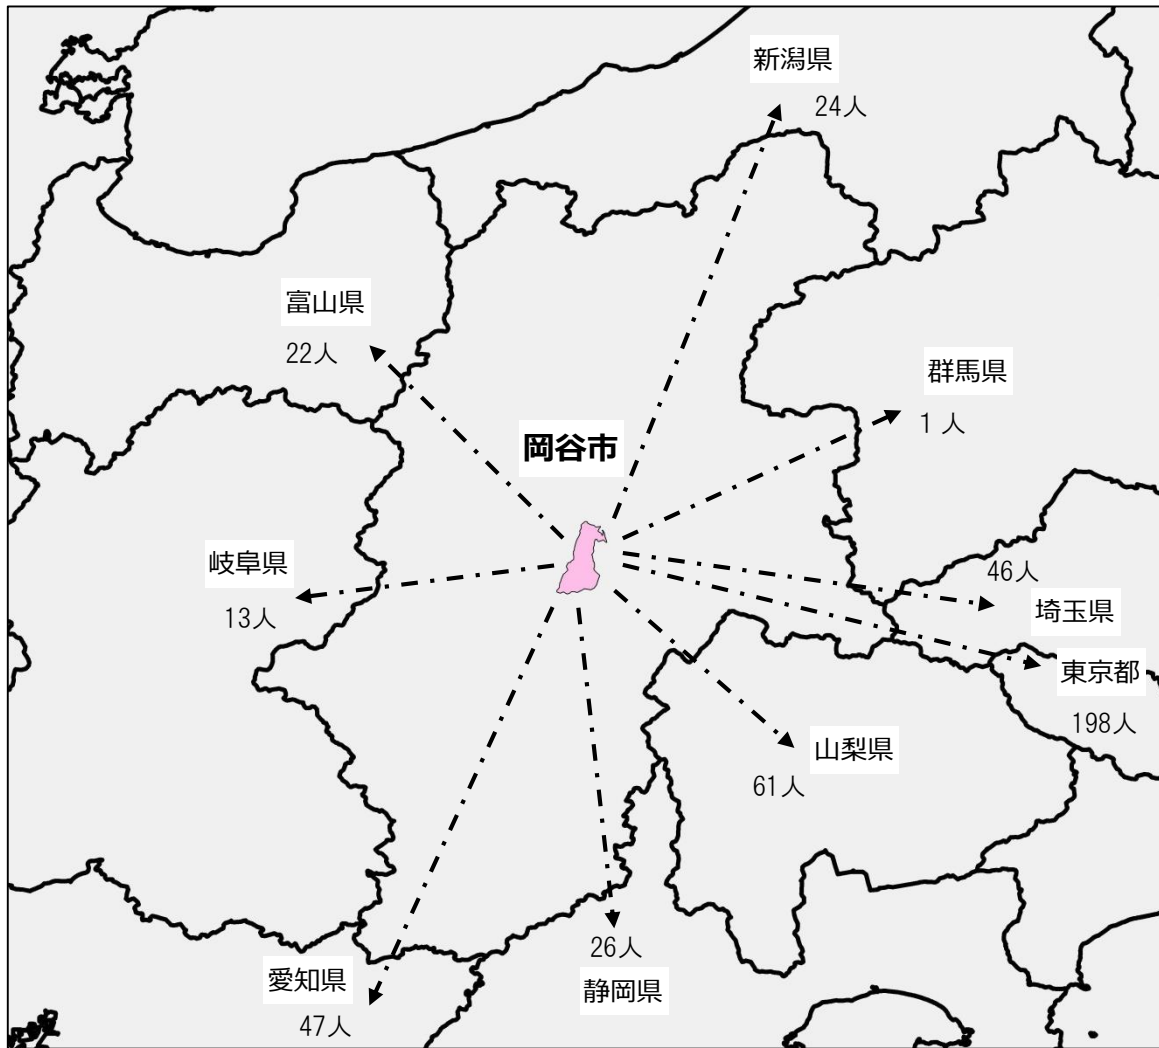 新潟県
24人
富山県
22人
群馬県
1人
岡谷市
岐阜県
13人
46人
埼玉県
東京都
198人
山梨県
61人
26人
静岡県
愛知県
47人